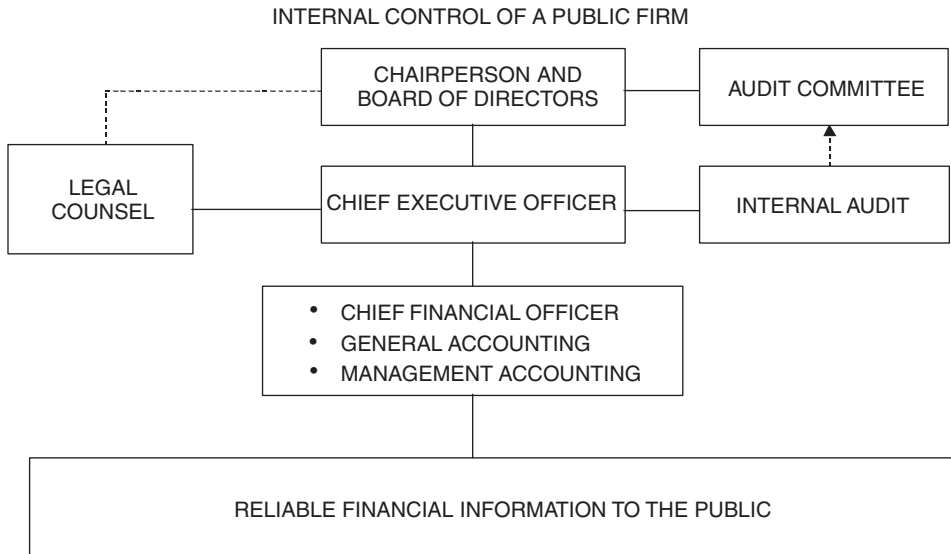 INTERNAL CONTROL OF A PUBLIC FIRM
CHAIRPERSON AND
BOARD OF DIRECTORS
AUDIT COMMITTEE
LEGAL
COUNSEL
CHIEF EXECUTIVE OFFICER
INTERNAL AUDIT
• CHIEF FINANCIAL OFFICER
• GENERAL ACCOUNTING
• MANAGEMENT ACCOUNTING
RELIABLE FINANCIAL INFORMATION TO THE PUBLIC